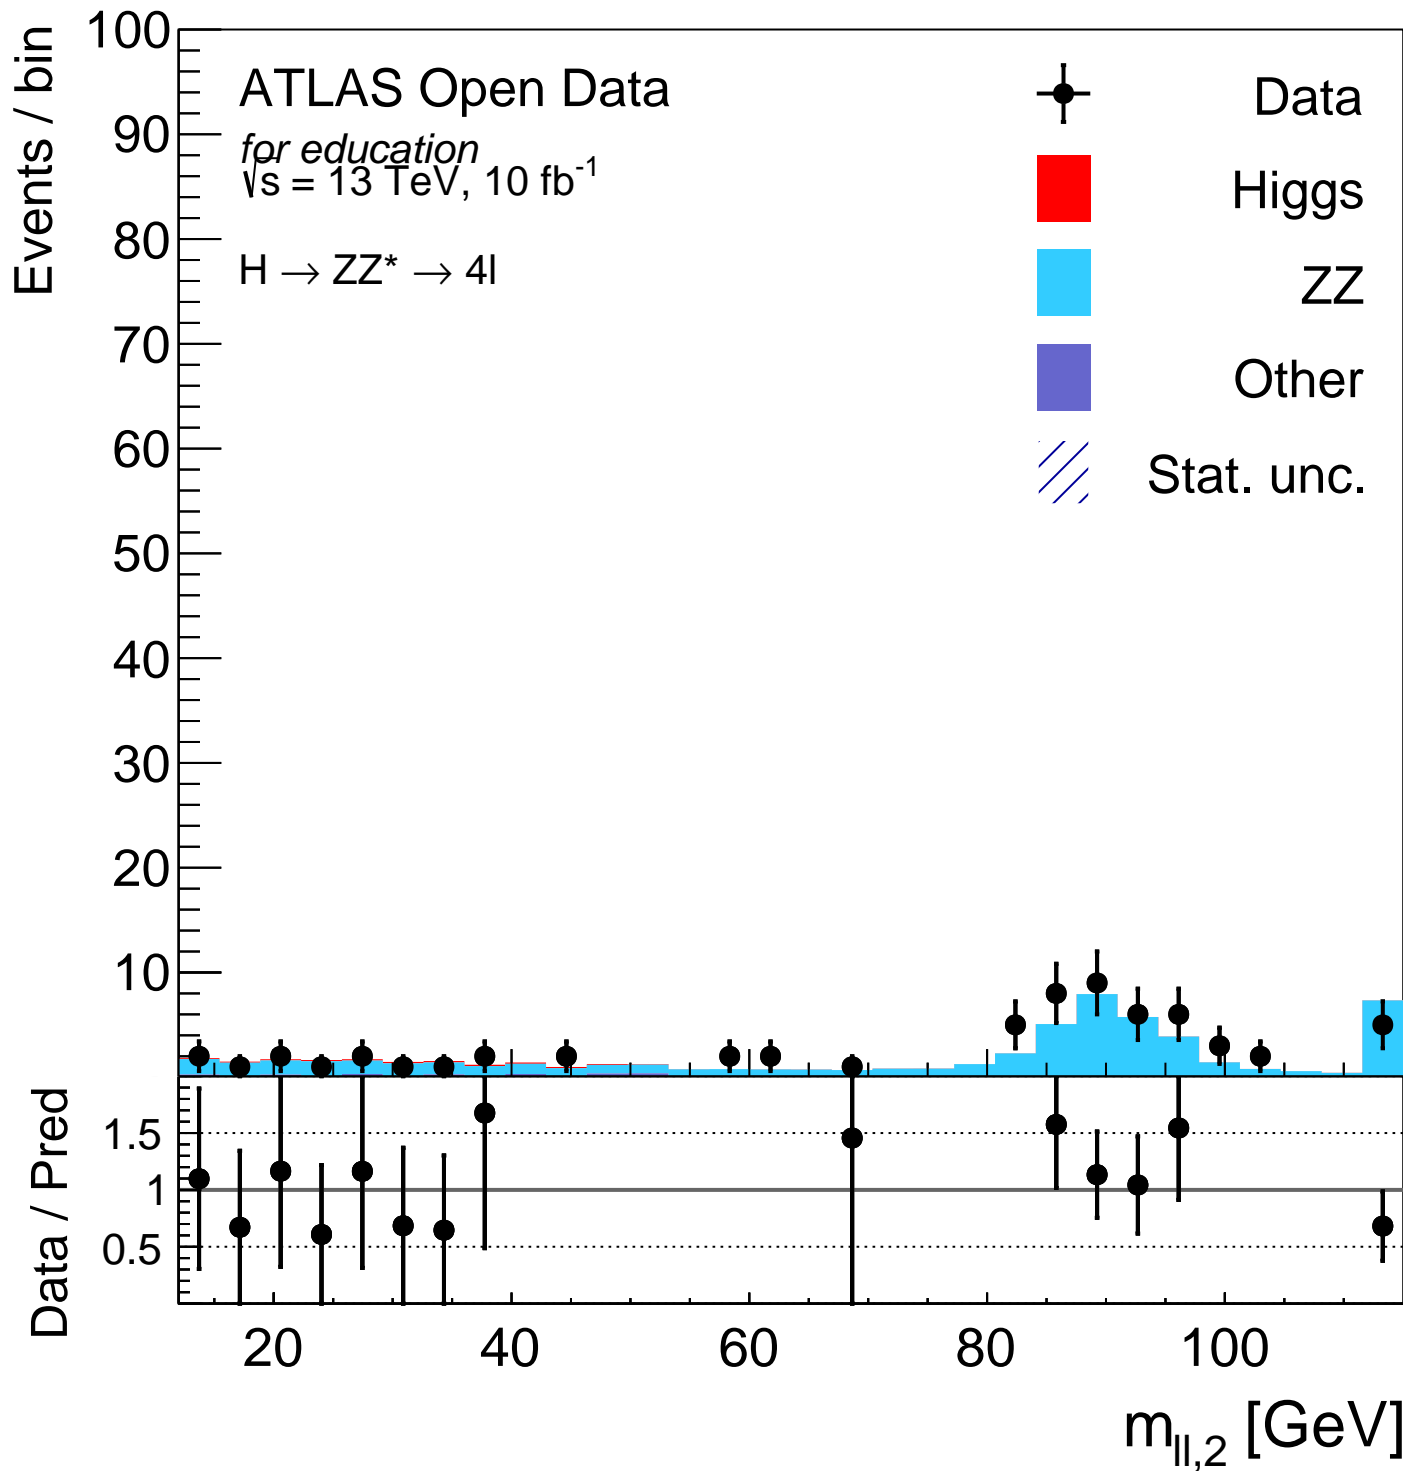 Events / bin
100
90
80
70
60
50
40
30
20
10
ATLAS Open Data
for education
√s = 13 TeV, 10 fb⁻¹
H → ZZ* → 4l
Data
Higgs
ZZ
Other
Stat. unc.
Data / Pred
1.5
1
0.5
20 40 60 80 100
m_ll,2 [GeV]